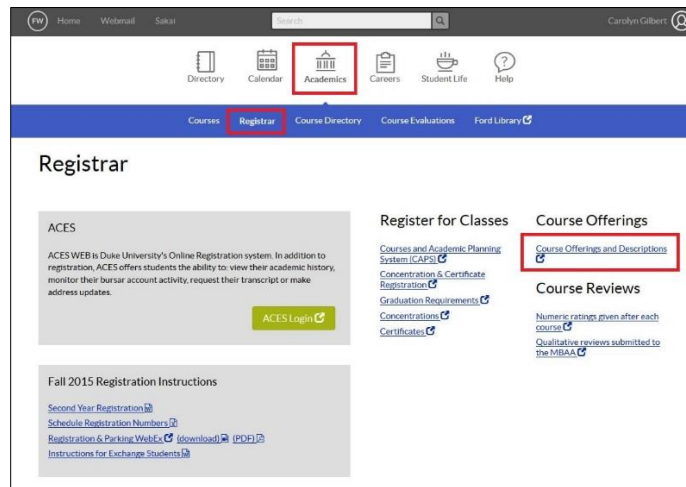 FW Home Webmail Sakai Search Carolyn Gilbert
Directory Calendar Academics Careers Student Life Help
Courses Registrar Course Directory Course Evaluations Ford Library
Registrar
ACES
ACES WEB is Duke University's Online Registration system. In addition to
registration, ACES offers students the ability to: view their academic history,
monitor their bursar account activity, request their transcript or make
address updates.
ACES Login
Fall 2015 Registration Instructions
Second Year Registration
Schedule Registration Numbers
Registration & Parking WebEx (download) (PDF)
Instructions for Exchange Students
Register for Classes
Courses and Academic Planning
System (CAPS)
Concentration & Certificate
Registration
Graduation Requirements
Concentrations
Certificates
Course Offerings
Course Offerings and Descriptions
Course Reviews
Numeric ratings given after each
course
Qualitative reviews submitted to
the MBAA